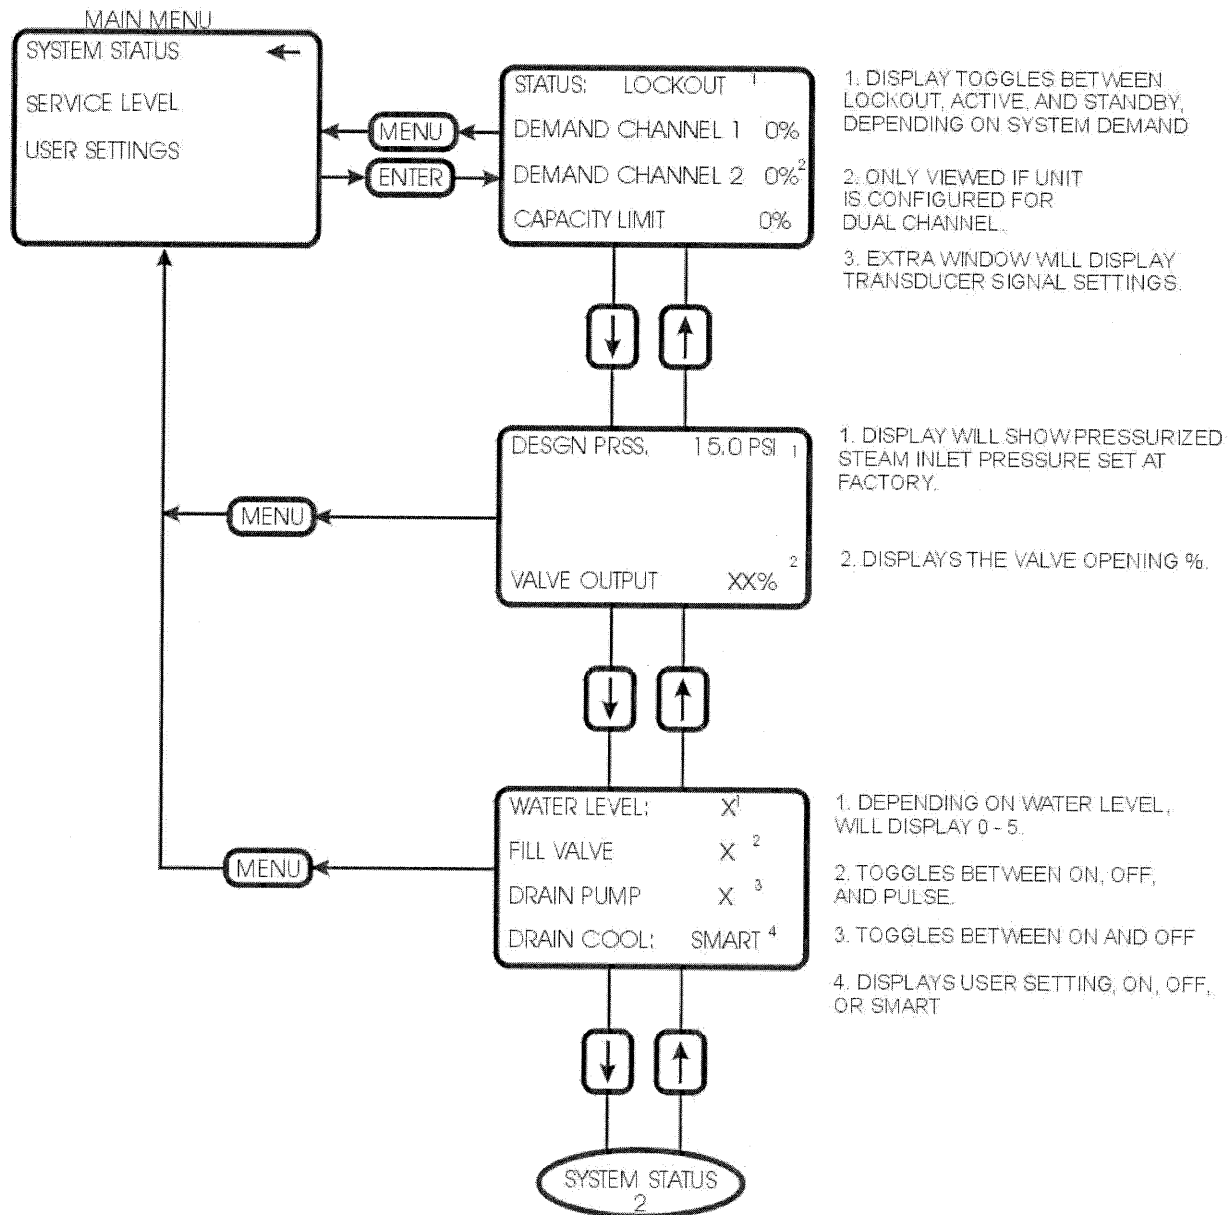 MAIN MENU
SYSTEM STATUS ←
SERVICE LEVEL
USER SETTINGS
MENU
ENTER
STATUS: LOCKOUT 1
DEMAND CHANNEL 1 0%
DEMAND CHANNEL 2 0% 2
CAPACITY LIMIT 0%
1. DISPLAY TOGGLES BETWEEN
LOCKOUT, ACTIVE, AND STANDBY,
DEPENDING ON SYSTEM DEMAND
2. ONLY VIEWED IF UNIT
IS CONFIGURED FOR
DUAL CHANNEL.
3. EXTRA WINDOW WILL DISPLAY
TRANSDUCER SIGNAL SETTINGS.
↓ ↑
MENU
DESGN PRSS. 15.0 PSI 1
VALVE OUTPUT XX% 2
1. DISPLAY WILL SHOW PRESSURIZED
STEAM INLET PRESSURE SET AT
FACTORY.
2. DISPLAYS THE VALVE OPENING %.
↓ ↑
MENU
WATER LEVEL: X 1
FILL VALVE X 2
DRAIN PUMP X 3
DRAIN COOL: SMART 4
1. DEPENDING ON WATER LEVEL,
WILL DISPLAY 0 - 5.
2. TOGGLES BETWEEN ON, OFF,
AND PULSE.
3. TOGGLES BETWEEN ON AND OFF
4. DISPLAYS USER SETTING, ON, OFF,
OR SMART
↓ ↑
SYSTEM STATUS
2